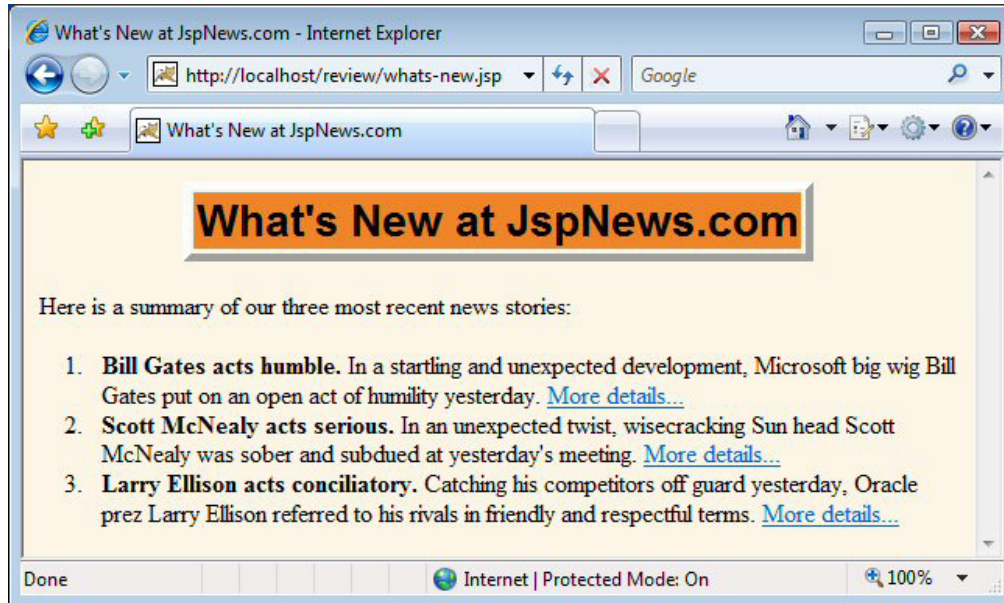 What's New at JspNews.com - Internet Explorer
http://localhost/review/whats-new.jsp
Google
What's New at JspNews.com
What's New at JspNews.com
Here is a summary of our three most recent news stories:
1. Bill Gates acts humble. In a startling and unexpected development, Microsoft big wig Bill
Gates put on an open act of humility yesterday. More details...
2. Scott McNealy acts serious. In an unexpected twist, wisecracking Sun head Scott
McNealy was sober and subdued at yesterday's meeting. More details...
3. Larry Ellison acts conciliatory. Catching his competitors off guard yesterday, Oracle
prez Larry Ellison referred to his rivals in friendly and respectful terms. More details...
Done
Internet | Protected Mode: On
100%